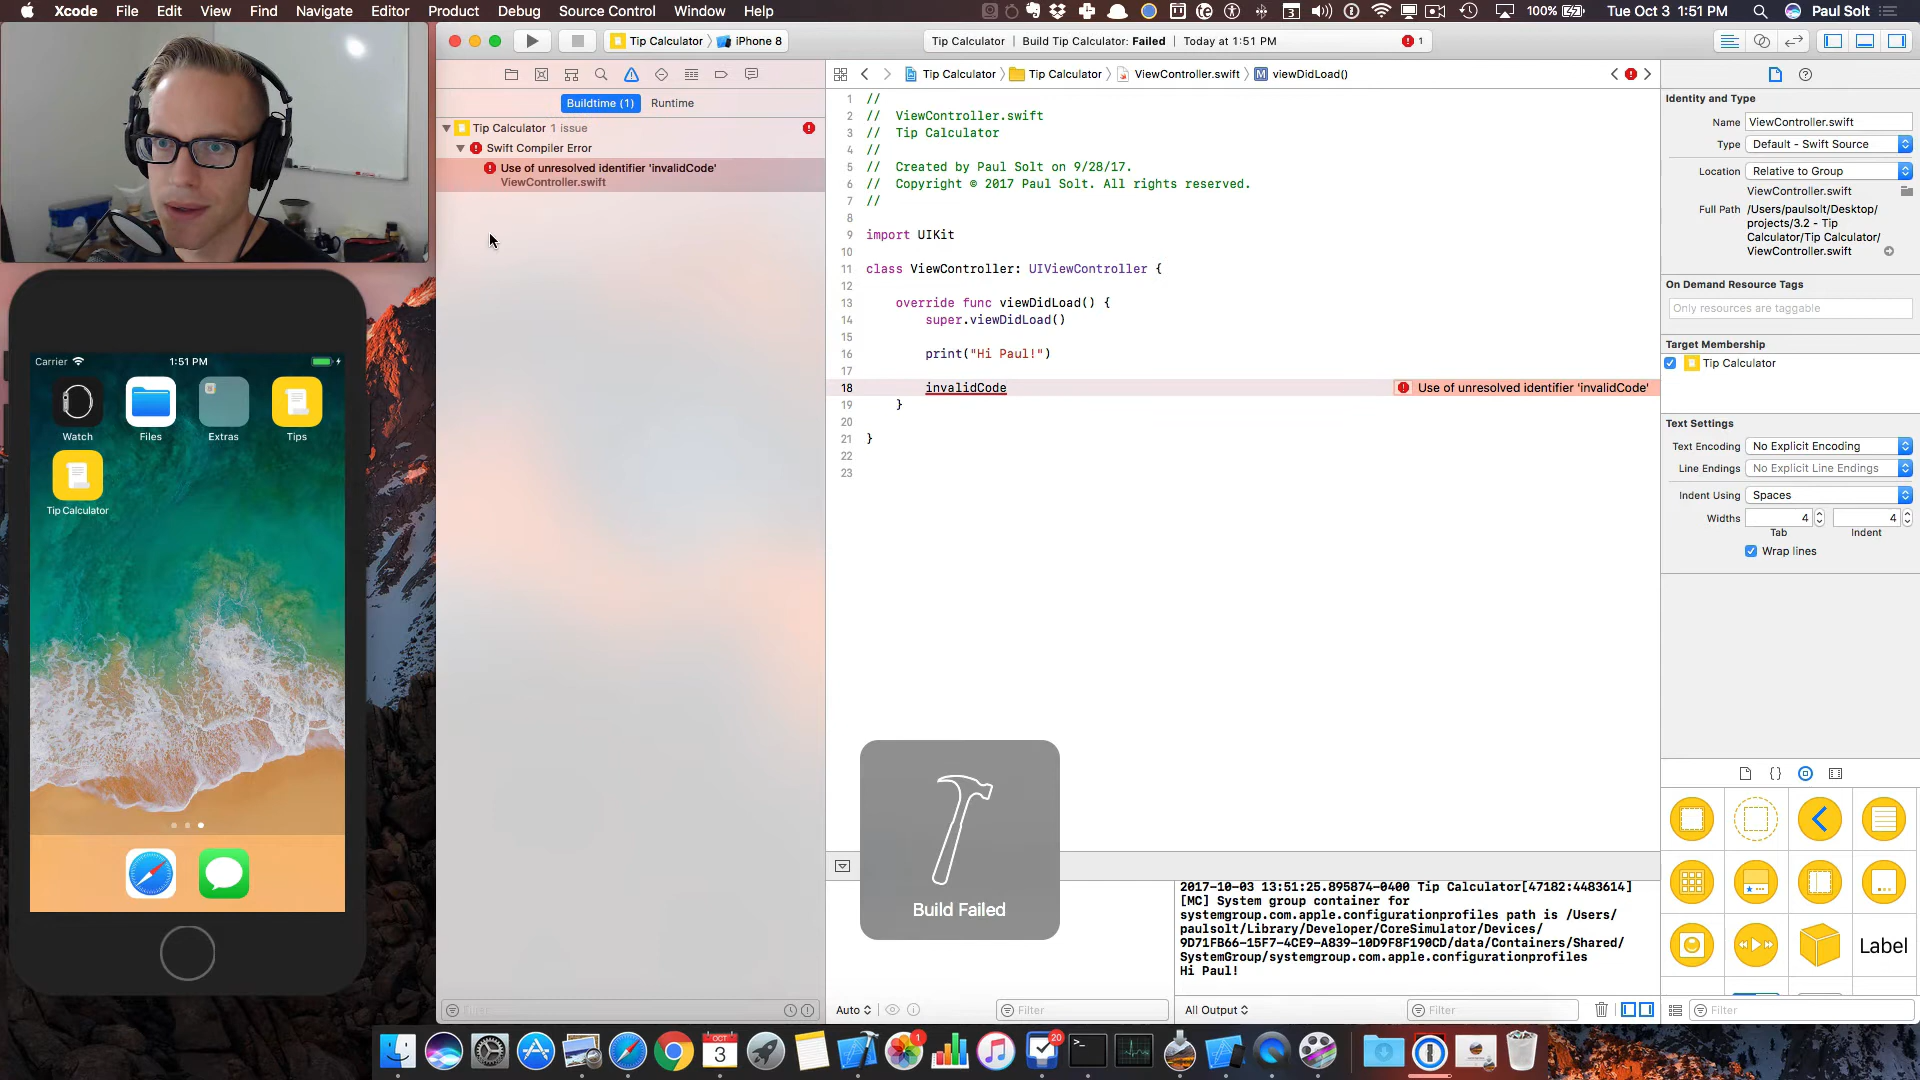 Xcode File Edit View Find Navigate Editor Product Debug Source Control Window Help
100% Tue Oct 3 1:51 PM Paul Solt
Tip Calculator iPhone 8
Tip Calculator | Build Tip Calculator: Failed | Today at 1:51 PM
1
Tip Calculator Tip Calculator ViewController.swift M viewDidLoad()
Buildtime (1) Runtime
Tip Calculator 1 issue
Swift Compiler Error
Use of unresolved identifier 'invalidCode'
ViewController.swift
1 //
2 // ViewController.swift
3 // Tip Calculator
4 //
5 // Created by Paul Solt on 9/28/17.
6 // Copyright © 2017 Paul Solt. All rights reserved.
7 //
8
9 import UIKit
10
11 class ViewController: UIViewController {
12
13 override func viewDidLoad() {
14 super.viewDidLoad()
15
16 print("Hi Paul!")
17
18 invalidCode
Use of unresolved identifier 'invalidCode'
19 }
20
21 }
22
23
Identity and Type
Name ViewController.swift
Type Default - Swift Source
Location Relative to Group
ViewController.swift
Full Path /Users/paulsolt/Desktop/
projects/3.2 - Tip
Calculator/Tip Calculator/
ViewController.swift
On Demand Resource Tags
Only resources are taggable
Target Membership
Tip Calculator
Text Settings
Text Encoding No Explicit Encoding
Line Endings No Explicit Line Endings
Indent Using Spaces
Widths 4 4
Tab Indent
Wrap lines
Label
Filter
Carrier 1:51 PM
Watch Files Extras Tips
Tip Calculator
Build Failed
2017-10-03 13:51:25.895874-0400 Tip Calculator[47182:4483614]
[MC] System group container for
systemgroup.com.apple.configurationprofiles path is /Users/
paulsolt/Library/Developer/CoreSimulator/Devices/
9D71FB66-15F7-4CE9-A839-10D9F8F190CD/data/Containers/Shared/
SystemGroup/systemgroup.com.apple.configurationprofiles
Hi Paul!
Auto Filter
All Output Filter
OCT
3
1
20